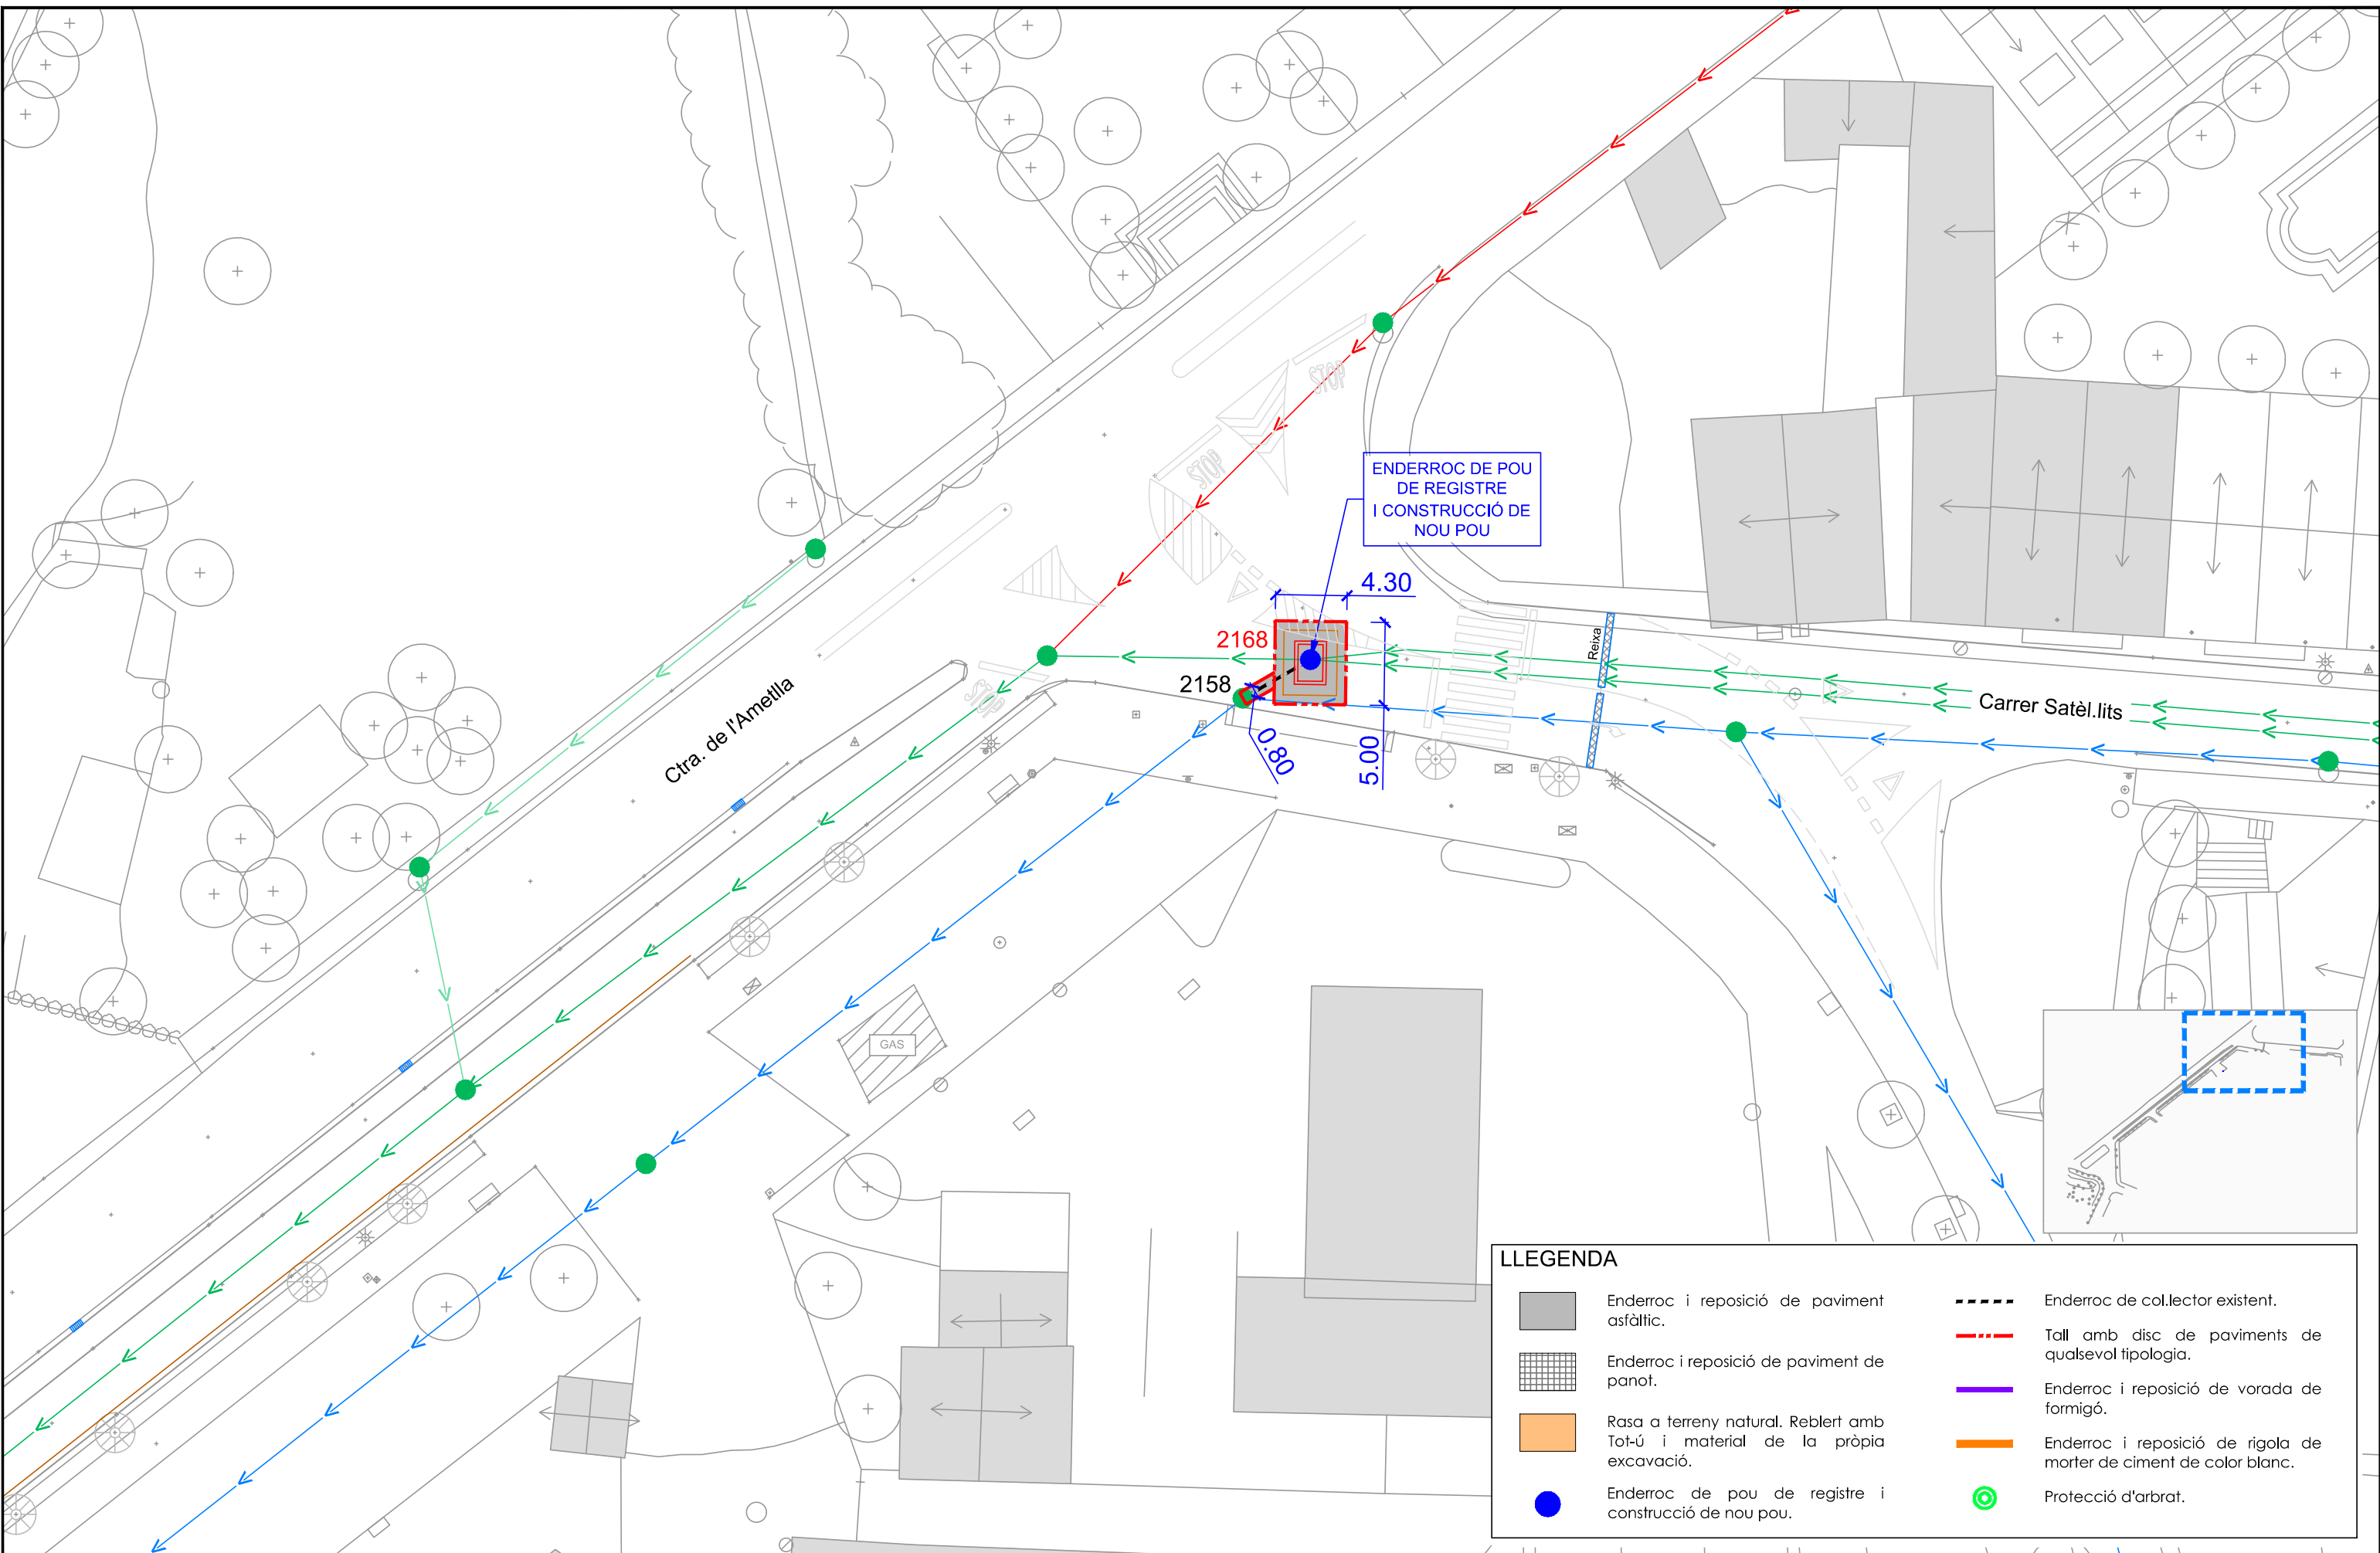 STOP
STOP
ENDERROC DE POU
DE REGISTRE
I CONSTRUCCIÓ DE
NOU POU
4.30
2168
Reixa
2158
STOP
Ctra. de l'Ametlla
Carrer Satèl.lits
0.80
5.00
GAS
LLEGENDA
Enderroc i reposició de paviment
asfàltic.
Enderroc i reposició de paviment de
panot.
Rasa a terreny natural. Reblert amb
Tot-ú i material de la pròpia
excavació.
Enderroc de pou de registre i
construcció de nou pou.
Enderroc de col.lector existent.
Tall amb disc de paviments de
qualsevol tipologia.
Enderroc i reposició de vorada de
formigó.
Enderroc i reposició de rigola de
morter de ciment de color blanc.
Protecció d'arbrat.